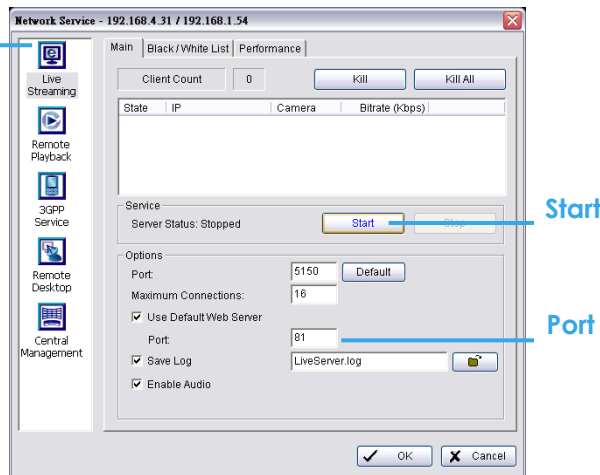 Network Service - 192.168.4.31 / 192.168.1.54
Live Streaming
Remote Playback
3GPP Service
Remote Desktop
Central Management
Main Black/White List Performance
Client Count 0 Kill Kill All
State IP Camera Bitrate (Kbps)
Service
Server Status: Stopped Start Stop
Start
Options
Port: 5150 Default
Maximum Connections: 16
Use Default Web Server
Port: 81
Port
Save Log LiveServer.log
Enable Audio
OK Cancel